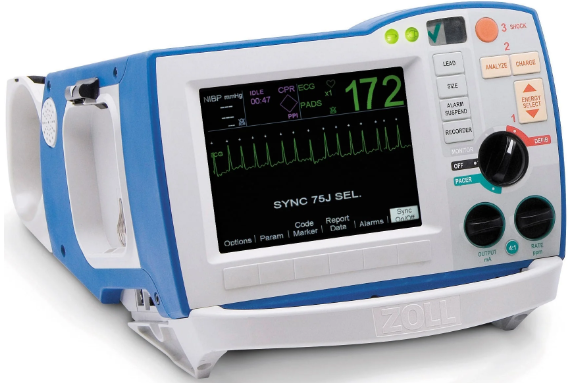 3 SHOCK
2
ANALYZE CHARGE
ENERGY
SELECT
1
DEFIB
MONITOR
OFF
PACER
OUTPUT
mA
4:1
RATE
ppm
LEAD
SIZE
ALARM
SUSPEND
RECORDER
NIBP mmHg
IDLE
00:47
CPR
PPI
ECG
x1
PADS
172
ECG
SYNC 75J SEL.
Options
Param
Code
Marker
Report
Data
Alarms
Sync
On/Off
ZOLL